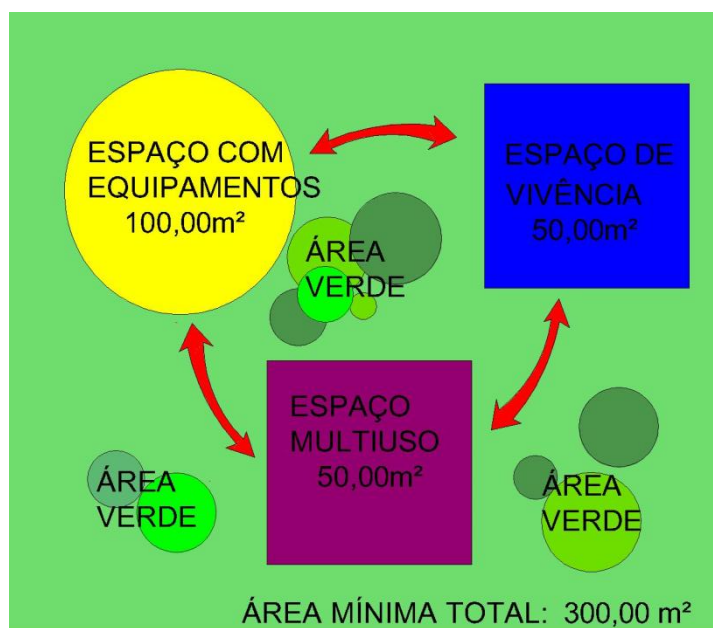 ESPAÇO COM
EQUIPAMENTOS
100,00m²
ESPAÇO DE
VIVÊNCIA
50,00m²
ÁREA
VERDE
ESPAÇO
MULTIUSO
50,00m²
ÁREA
VERDE
ÁREA
VERDE
ÁREA MÍNIMA TOTAL: 300,00 m²